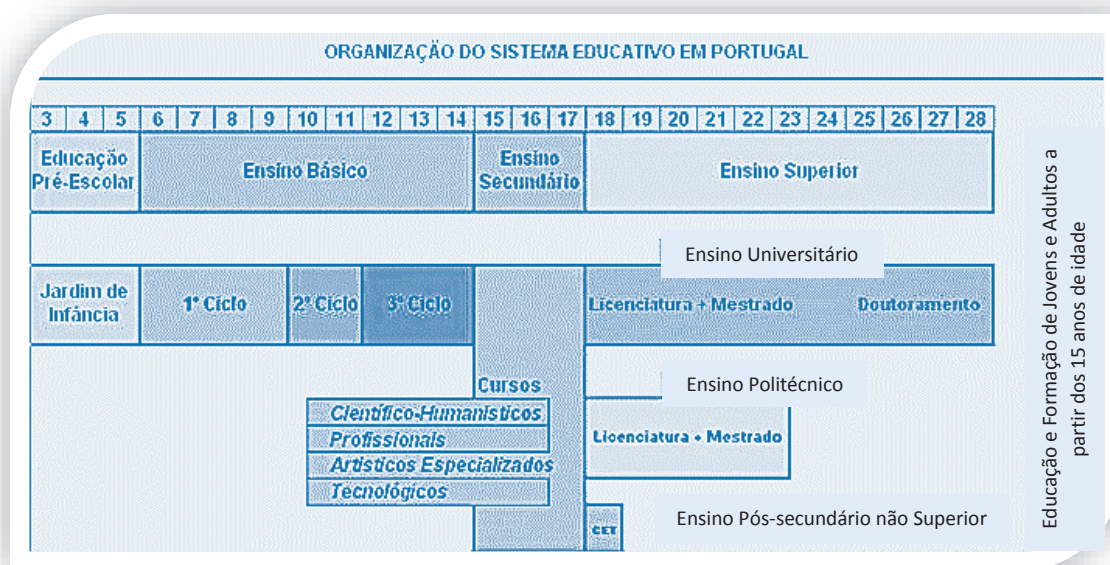 ORGANIZAÇÃO DO SISTEMA EDUCATIVO EM PORTUGAL
3 4 5 6 7 8 9 10 11 12 13 14 15 16 17 18 19 20 21 22 23 24 25 26 27 28
Educação
Pré-Escolar
Ensino Básico
Ensino
Secundário
Ensino Superior
Ensino Universitário
Jardim de
Infância
1º Ciclo
2º Ciclo
3º Ciclo
Licenciatura + Mestrado
Doutoramento
Cursos
Científico-Humanísticos
Profissionais
Artísticos Especializados
Tecnológicos
Ensino Politécnico
Licenciatura + Mestrado
CET
Ensino Pós-secundário não Superior
Educação e Formação de Jovens e Adultos a
partir dos 15 anos de idade